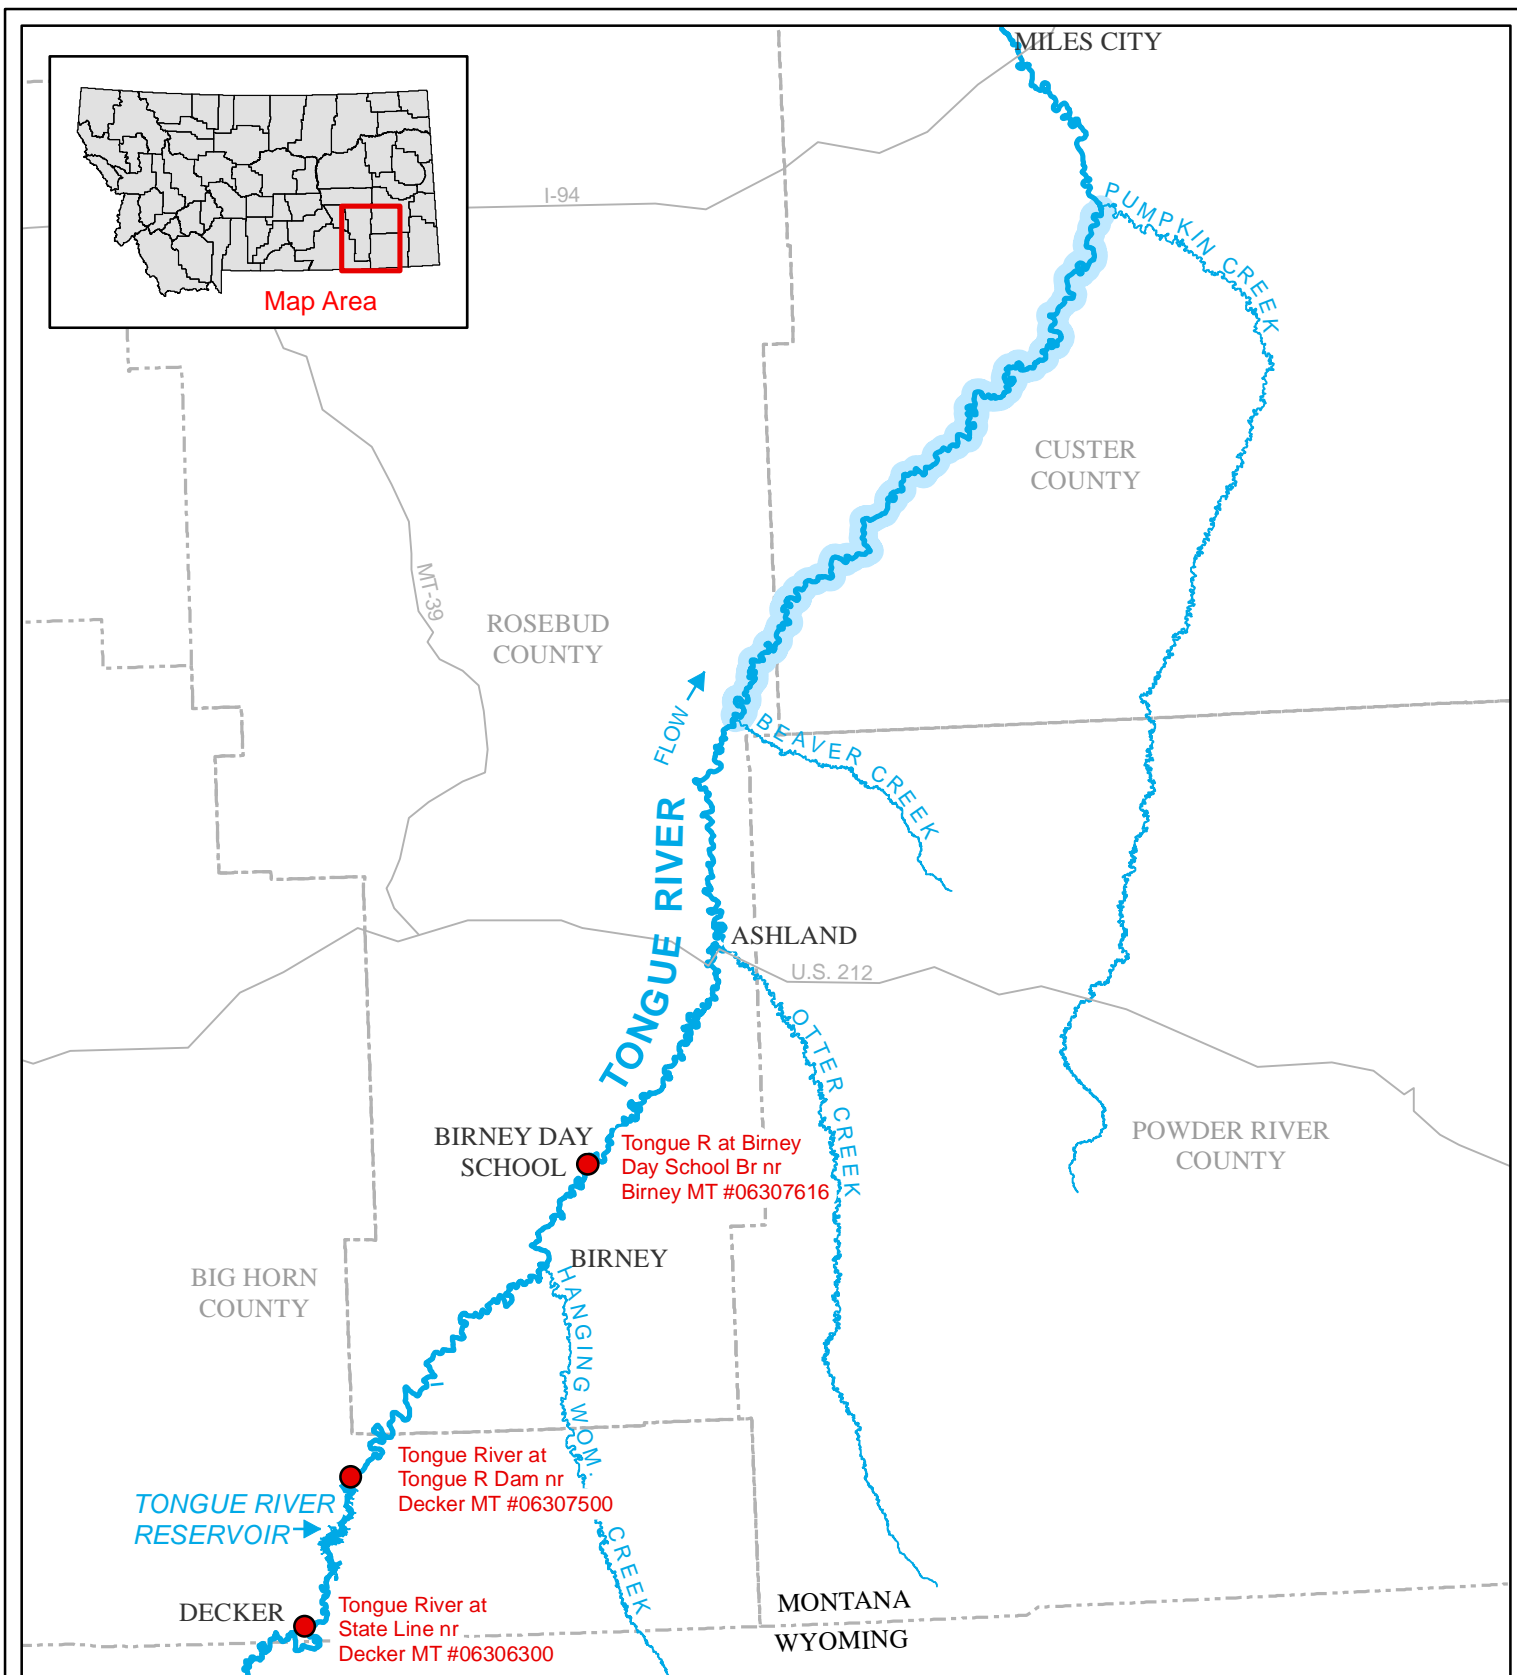 MILES CITY
Map Area
I-94
PUMPKIN CREEK
CUSTER
COUNTY
MT-39
ROSEBUD
COUNTY
FLOW
BEAVER CREEK
TONGUE RIVER
ASHLAND
U.S. 212
OTTER CREEK
BIRNEY DAY
SCHOOL
Tongue R at Birney
Day School Br nr
Birney MT #06307616
POWDER RIVER
COUNTY
BIRNEY
BIG HORN
COUNTY
HANGING WOM. CREEK
Tongue River at
Tongue R Dam nr
Decker MT #06307500
TONGUE RIVER
RESERVOIR
DECKER
Tongue River at
State Line nr
Decker MT #06306300
MONTANA
WYOMING